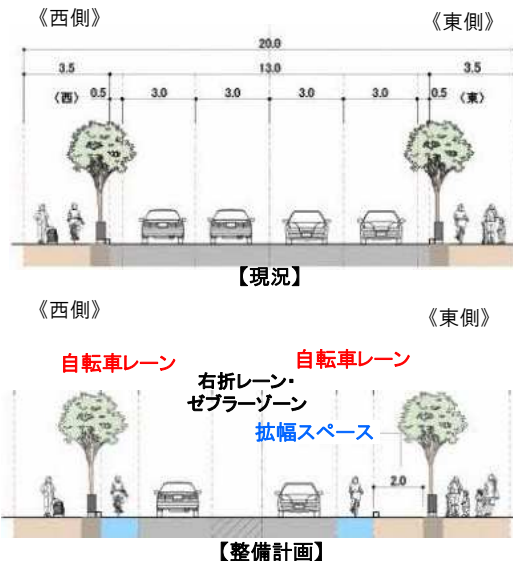 《西側》
《東側》
20.0
3.5 13.0 3.5
〈西〉 0.5 3.0 3.0 3.0 3.0 0.5 〈東〉
【現況】
《西側》
《東側》
自転車レーン
自転車レーン
右折レーン・
ゼブラーゾーン
拡幅スペース
2.0
【整備計画】